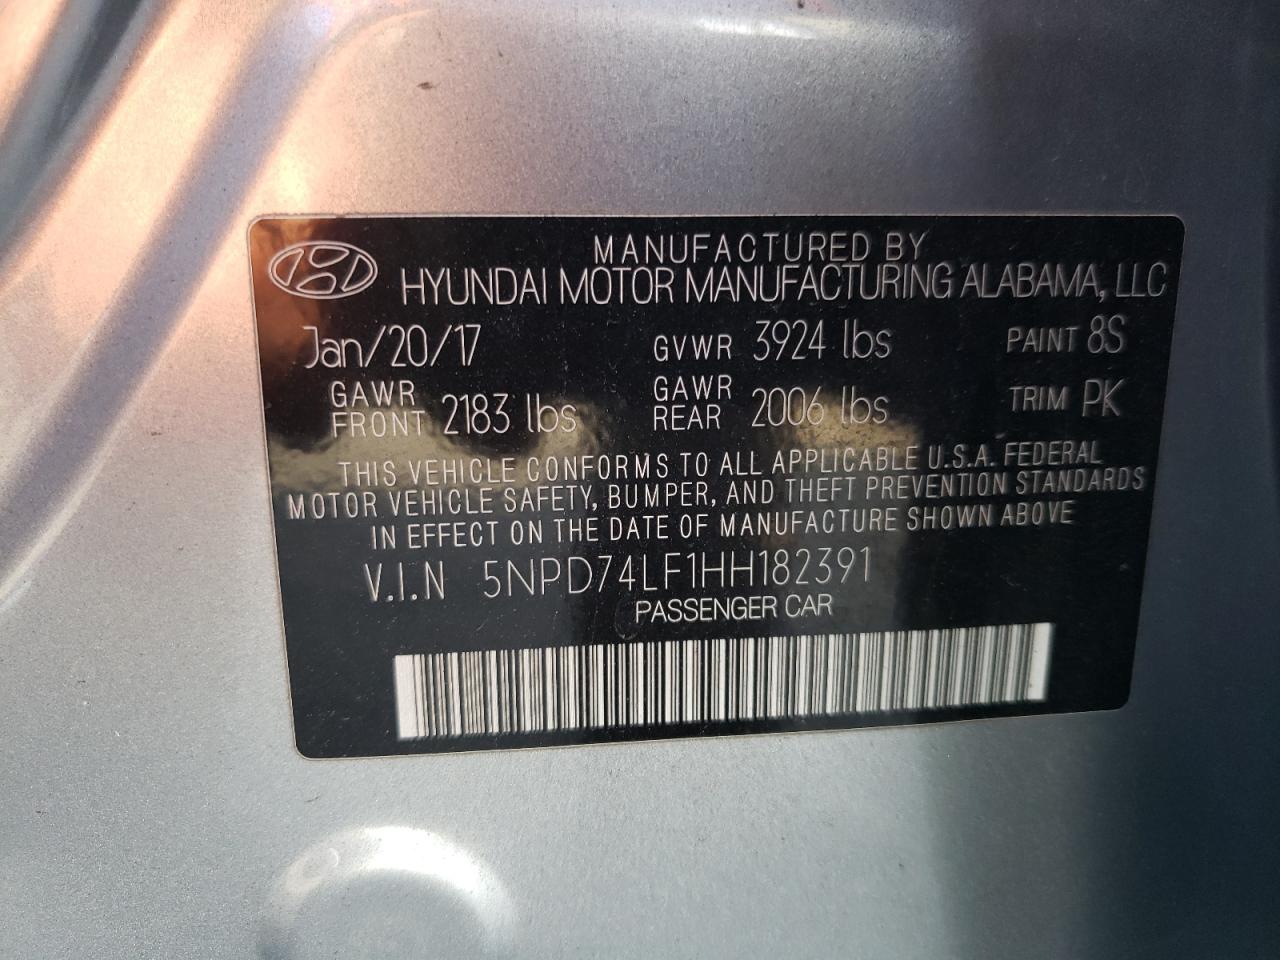 MANUFACTURED BY
HYUNDAI MOTOR MANUFACTURING ALABAMA, LLC
Jan/20/17 GVWR 3924 lbs PAINT 8S
GAWR FRONT 2183 lbs GAWR REAR 2006 lbs TRIM PK
THIS VEHICLE CONFORMS TO ALL APPLICABLE U.S.A. FEDERAL
MOTOR VEHICLE SAFETY, BUMPER, AND THEFT PREVENTION STANDARDS
IN EFFECT ON THE DATE OF MANUFACTURE SHOWN ABOVE
V.I.N 5NPD74LF1HH182391
PASSENGER CAR